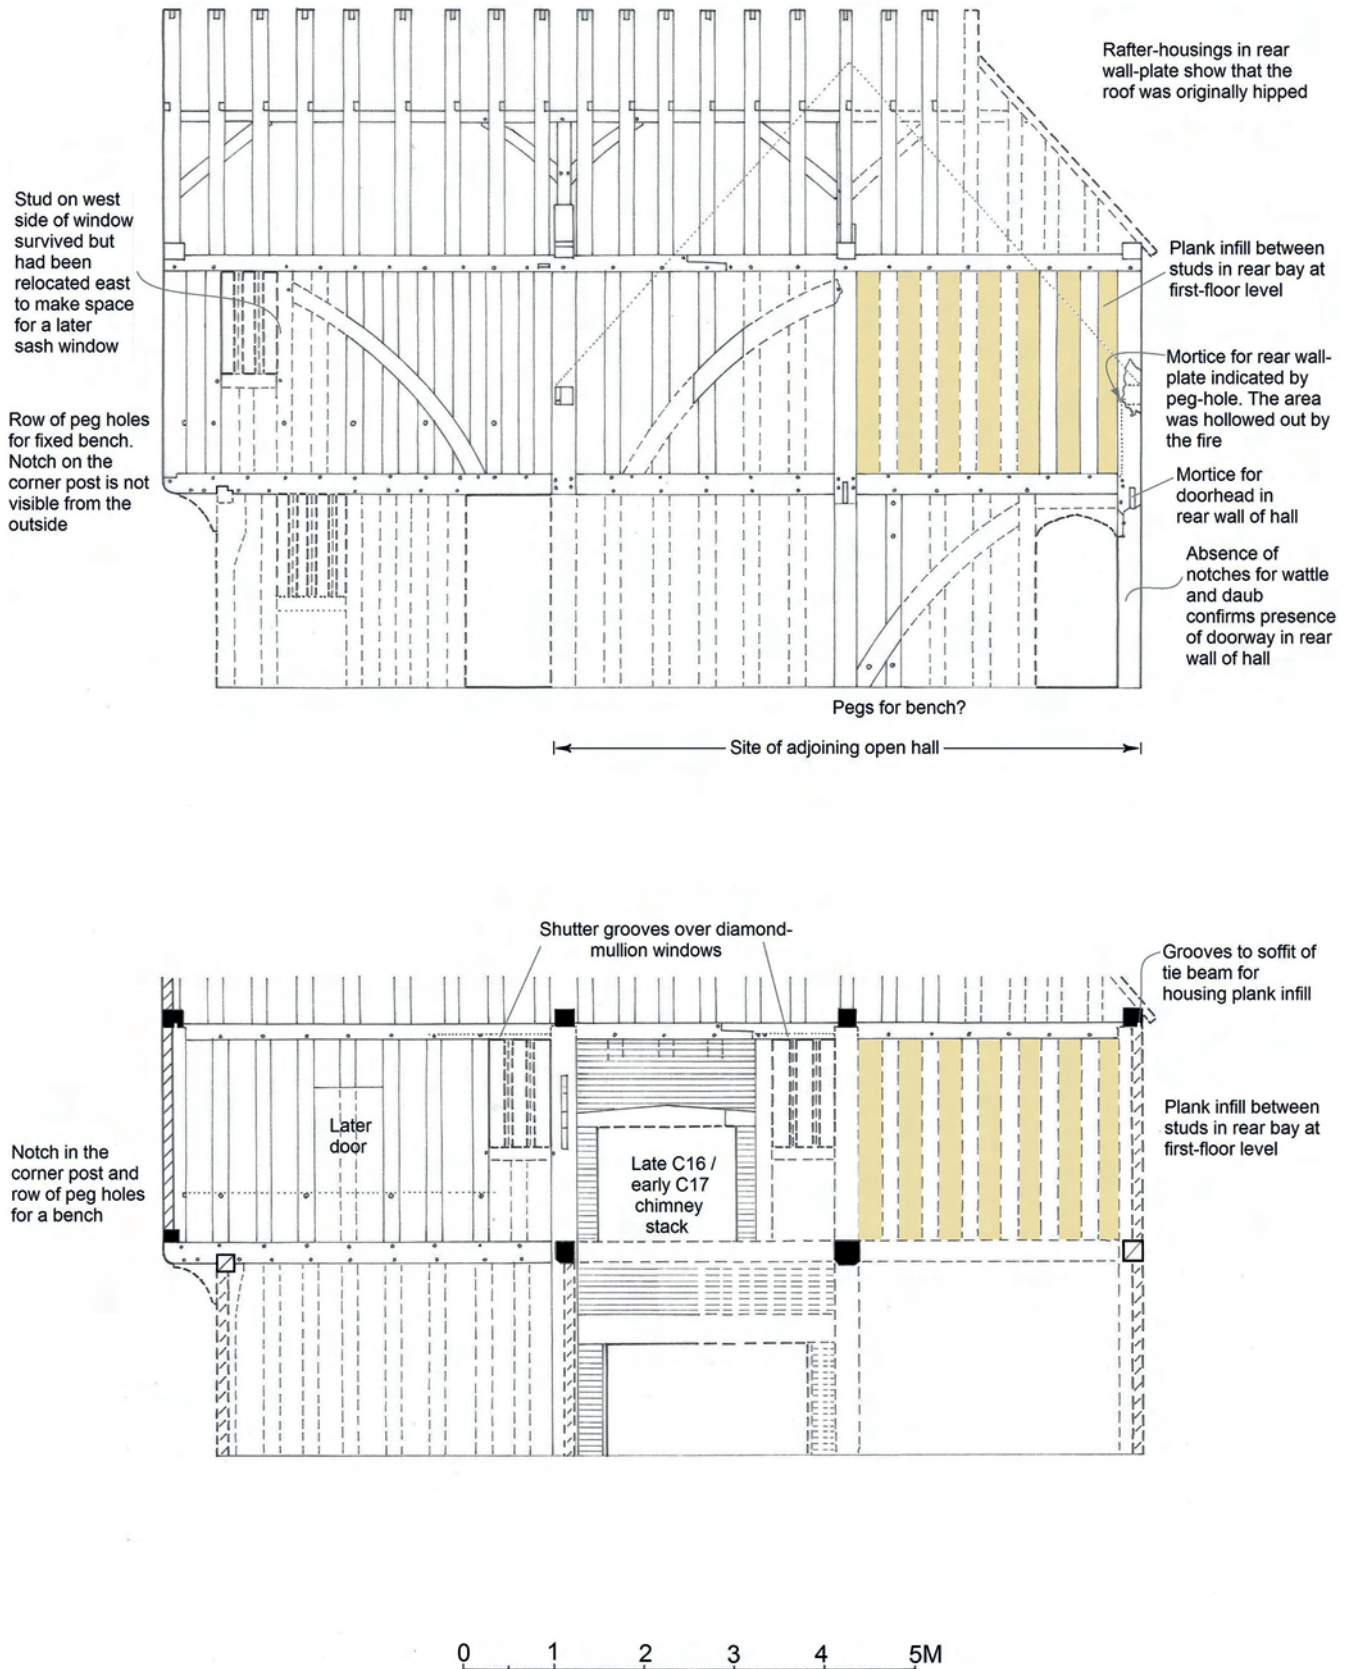 Rafter-housings in rear
wall-plate show that the
roof was originally hipped
Stud on west
side of window
survived but
had been
relocated east
to make space
for a later
sash window
Plank infill between
studs in rear bay at
first-floor level
Mortice for rear wall-
plate indicated by
peg-hole. The area
was hollowed out by
the fire
Row of peg holes
for fixed bench.
Notch on the
corner post is not
visible from the
outside
Mortice for
doorhead in
rear wall of hall
Absence of
notches for wattle
and daub
confirms presence
of doorway in rear
wall of hall
Pegs for bench?
Site of adjoining open hall
Shutter grooves over diamond-
mullion windows
Grooves to soffit of
tie beam for
housing plank infill
Later
door
Late C16 /
early C17
chimney
stack
Plank infill between
studs in rear bay at
first-floor level
Notch in the
corner post and
row of peg holes
for a bench
0 1 2 3 4 5M